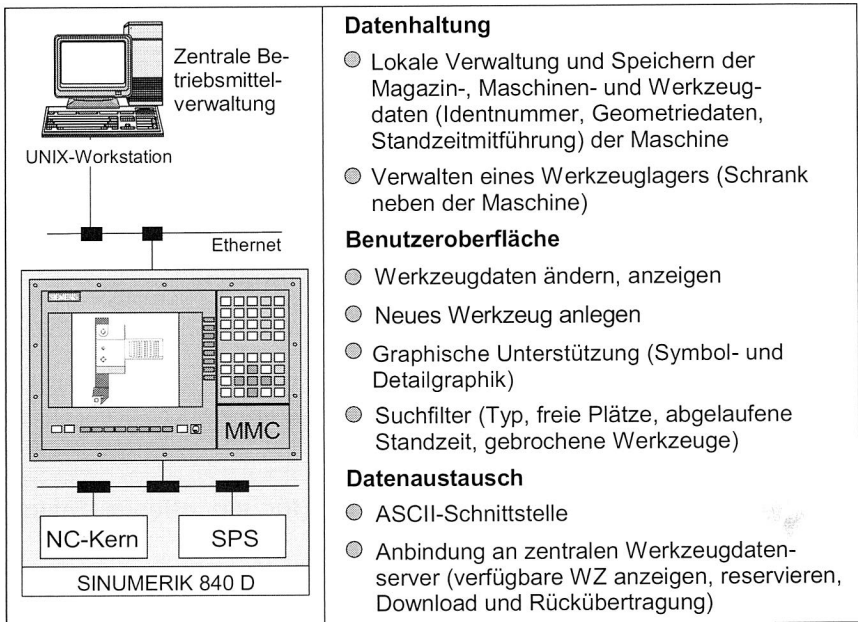 Zentrale Be-
triebsmittel-
verwaltung
UNIX-Workstation
Ethernet
SIEMENS
MMC
NC-Kern
SPS
SINUMERIK 840 D
Datenhaltung
Lokale Verwaltung und Speichern der
Magazin-, Maschinen- und Werkzeug-
daten (Identnummer, Geometriedaten,
Standzeitmitführung) der Maschine
Verwalten eines Werkzeuglagers (Schrank
neben der Maschine)
Benutzeroberfläche
Werkzeugdaten ändern, anzeigen
Neues Werkzeug anlegen
Graphische Unterstützung (Symbol- und
Detailgraphik)
Suchfilter (Typ, freie Plätze, abgelaufene
Standzeit, gebrochene Werkzeuge)
Datenaustausch
ASCII-Schnittstelle
Anbindung an zentralen Werkzeugdaten-
server (verfügbare WZ anzeigen, reservieren,
Download und Rückübertragung)